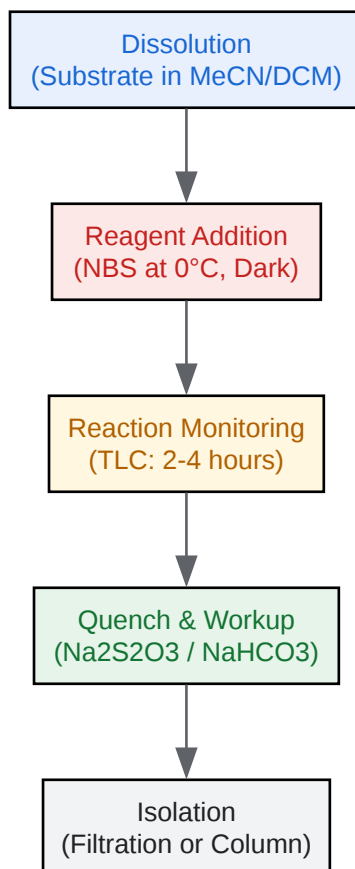 Dissolution
(Substrate in MeCN/DCM)
Reagent Addition
(NBS at 0°C, Dark)
Reaction Monitoring
(TLC: 2-4 hours)
Quench & Workup
(Na2S2O3 / NaHCO3)
Isolation
(Filtration or Column)